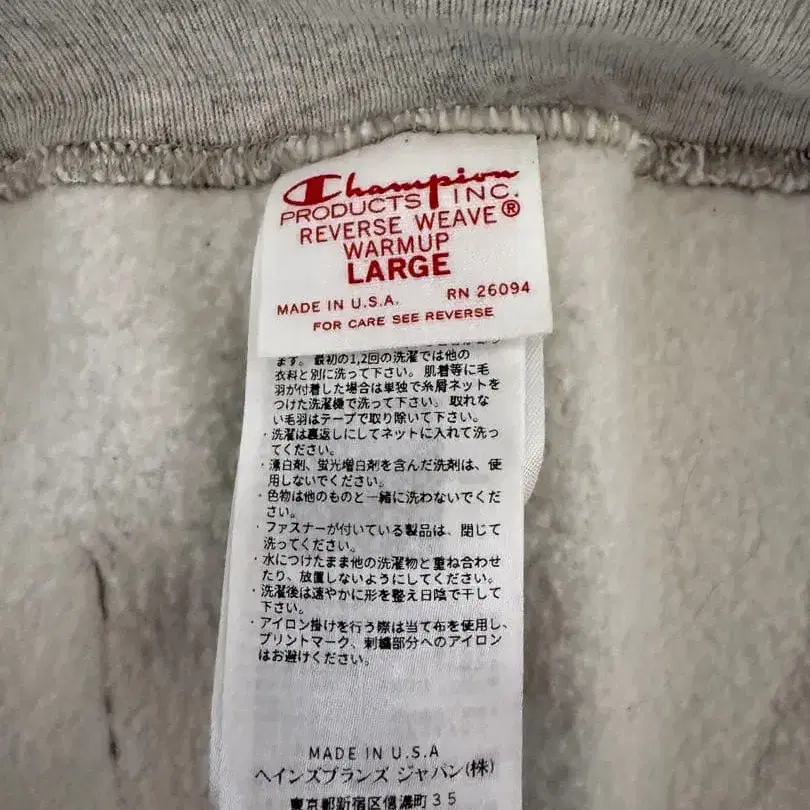 Champion
PRODUCTS INC.
REVERSE WEAVE®
WARMUP
LARGE
MADE IN U.S.A. RN 26094
FOR CARE SEE REVERSE
ます。最初の1,2回の洗濯では他の
衣料と別に洗って下さい。肌着等に毛
羽が付着した場合は単独で糸屑ネットを
つけた洗濯機で洗って下さい。取れな
い毛羽はテープで取り除いて下さい。
・洗濯は裏返しにしてネットに入れて洗っ
てください。
・漂白剤、蛍光増白剤を含んだ洗剤は、使
用しないでください。
・色物は他のものと一緒に洗わないでくだ
さい。
・ファスナーが付いている製品は、閉じて
洗ってください。
・水につけたまま他の洗濯物と重ね合わせ
たり、放置しないようにしてください。
・洗濯後は速やかに形を整え日陰で干して
下さい。
・アイロン掛けを行う際は当て布を使用し、
プリントマーク、刺繍部分へのアイロン
はお避けください。
MADE IN U.S.A
ヘインズブランズ ジャパン(株)
東京都新宿区信濃町35